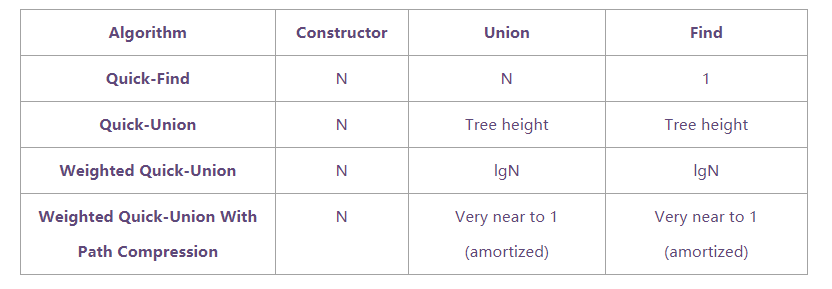 Algorithm Constructor Union Find
Quick-Find N N 1
Quick-Union N Tree height Tree height
Weighted Quick-Union N lgN lgN
Weighted Quick-Union With N Very near to 1 Very near to 1
Path Compression (amortized) (amortized)